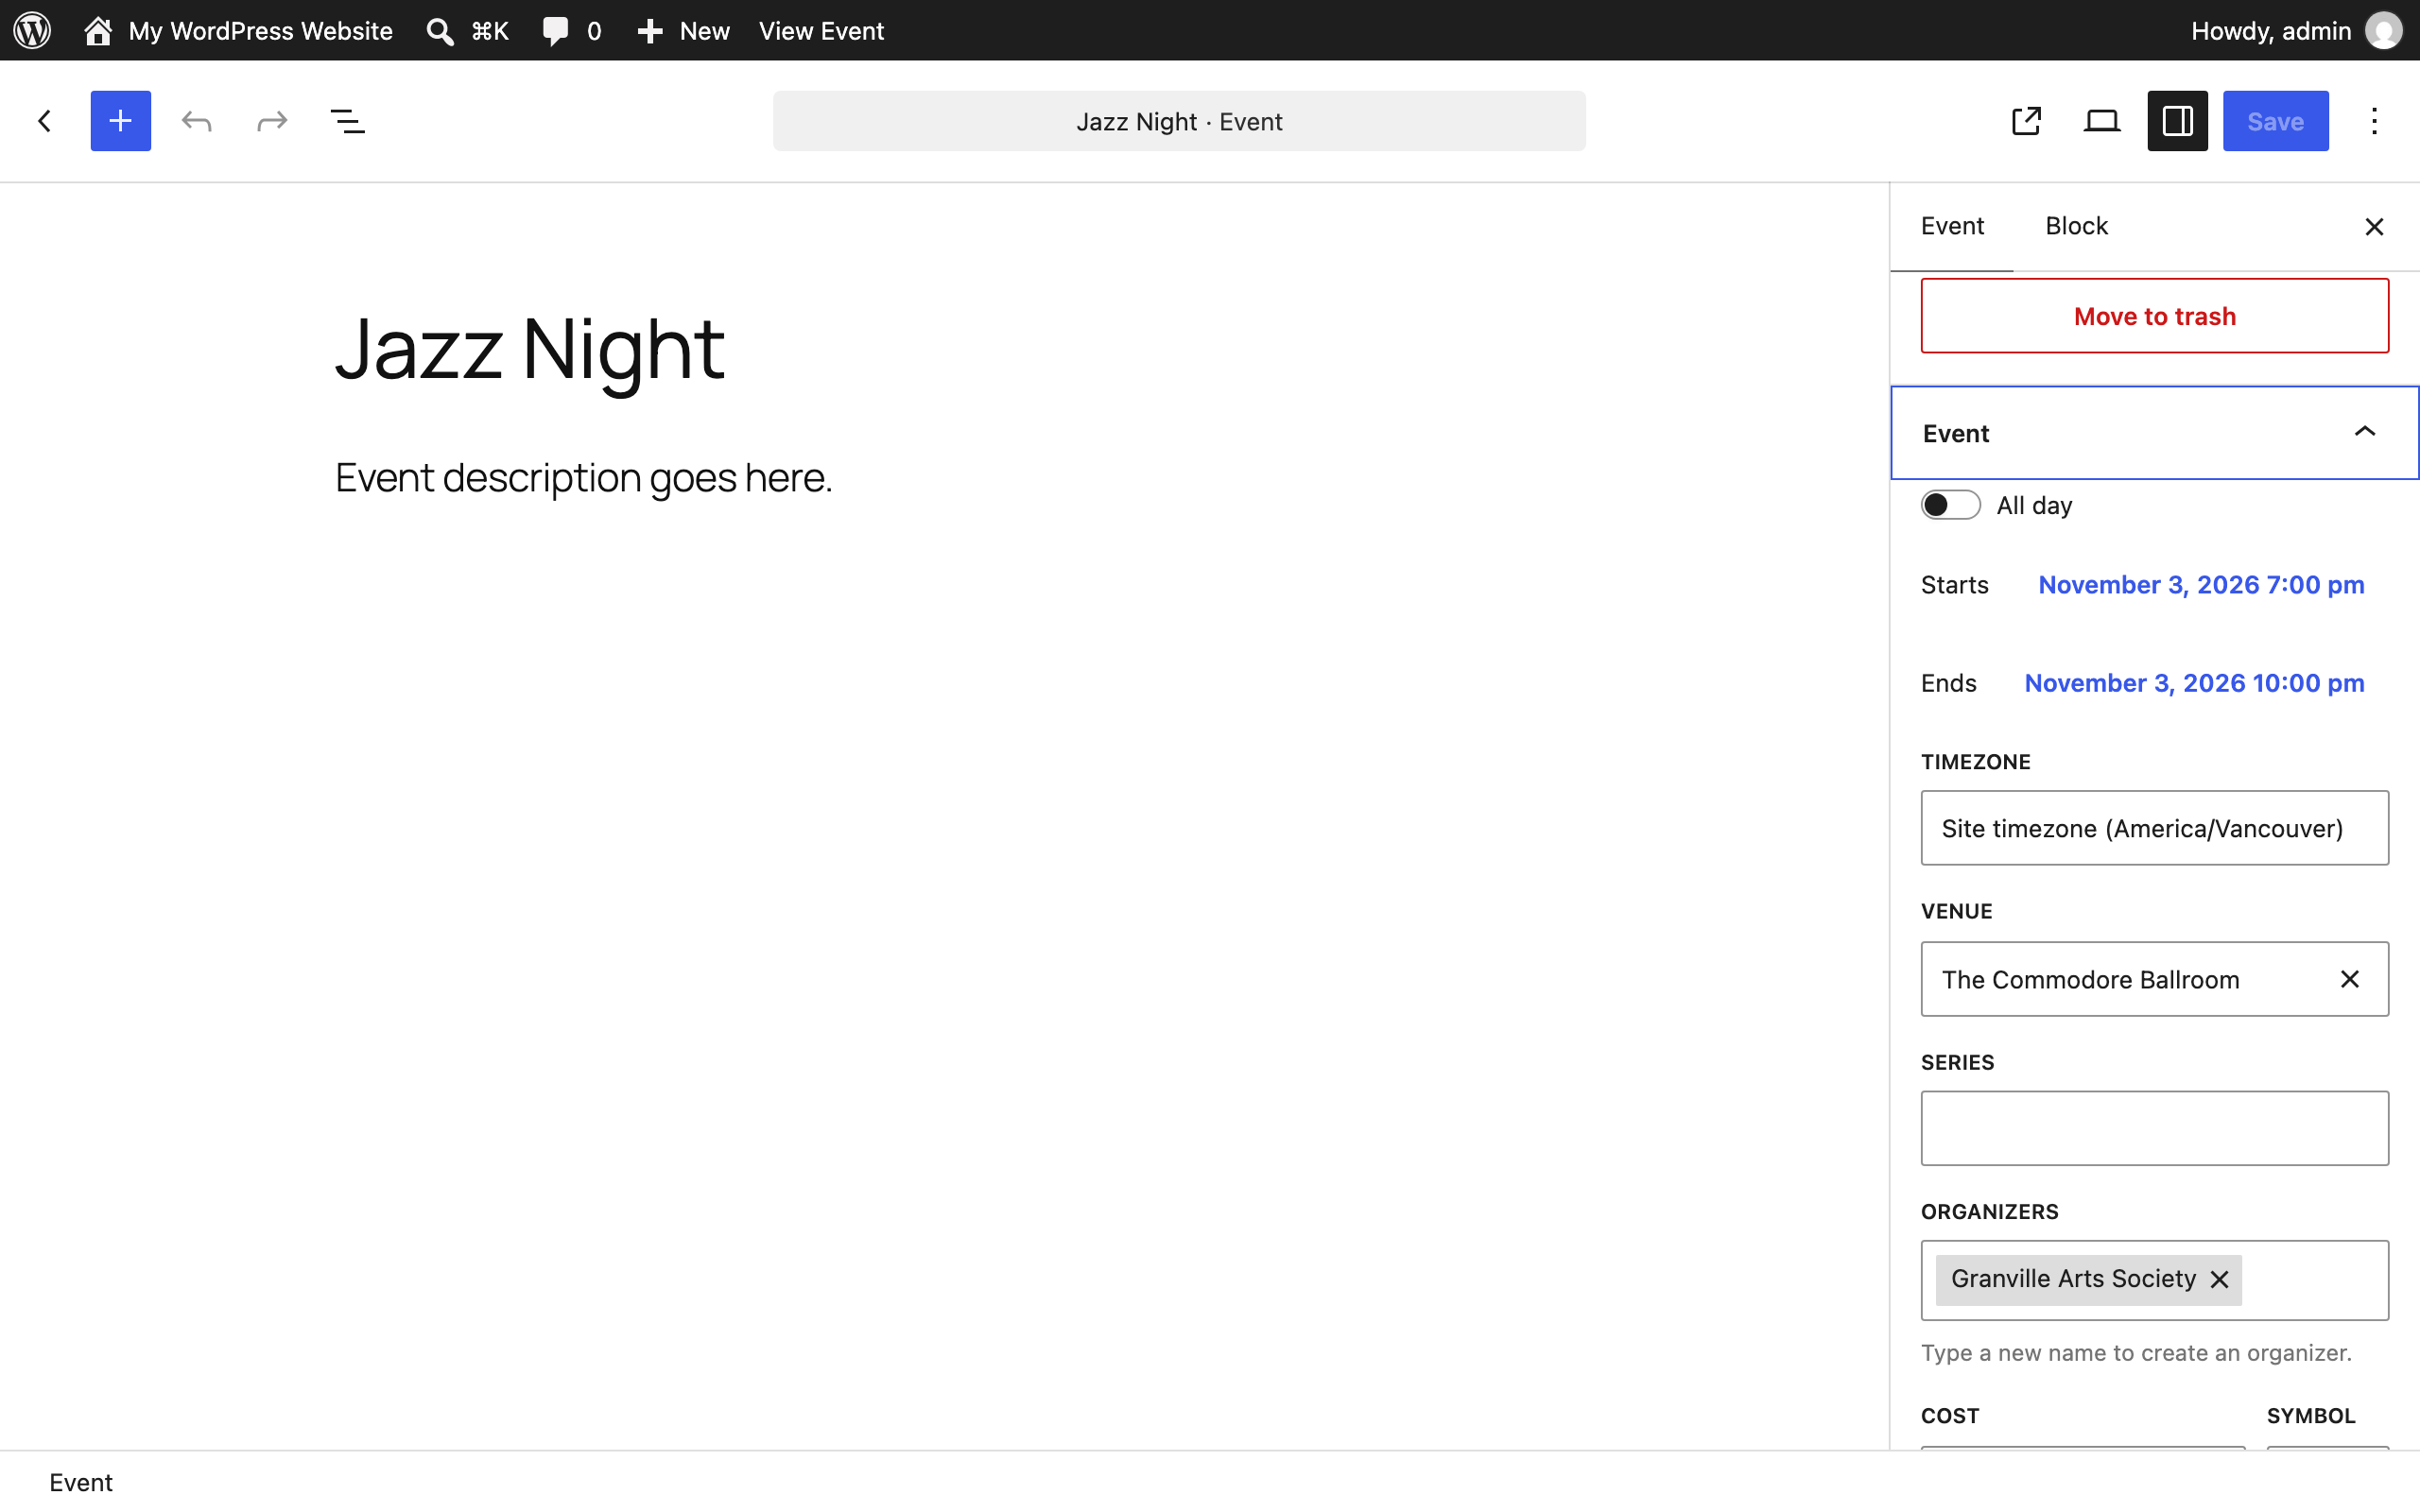 My WordPress Website ⌘K 0 New View Event Howdy, admin
Jazz Night · Event Save
Event Block
Jazz Night
Event description goes here.
Move to trash
Event
All day
Starts November 3, 2026 7:00 pm
Ends November 3, 2026 10:00 pm
TIMEZONE
Site timezone (America/Vancouver)
VENUE
The Commodore Ballroom
SERIES
ORGANIZERS
Granville Arts Society
Type a new name to create an organizer.
COST SYMBOL
Event